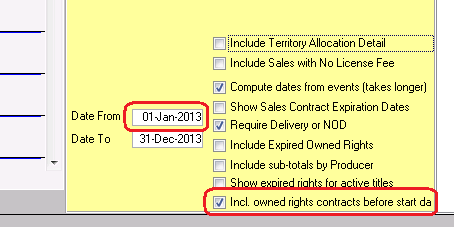 Include Territory Allocation Detail
Include Sales with No License Fee
Compute dates from events (takes longer)
Show Sales Contract Expiration Dates
Date From 01-Jan-2013
Require Delivery or NOD
Date To 31-Dec-2013
Include Expired Owned Rights
Include sub-totals by Producer
Show expired rights for active titles
Incl. owned rights contracts before start da